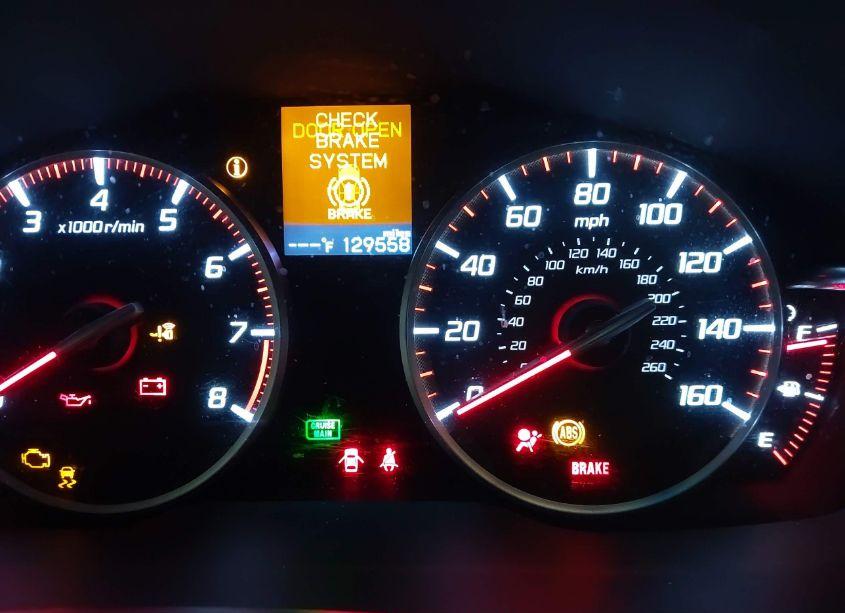 CHECK
DOOR OPEN
BRAKE
SYSTEM
BRAKE
miles
---°F 129558
3
4
5
6
7
8
x1000r/min
0
20
40
60
80
100
120
140
160
mph
20
40
60
80
100
120
140
160
180
200
220
240
260
km/h
CRUISE
MAIN
ABS
BRAKE
F
E